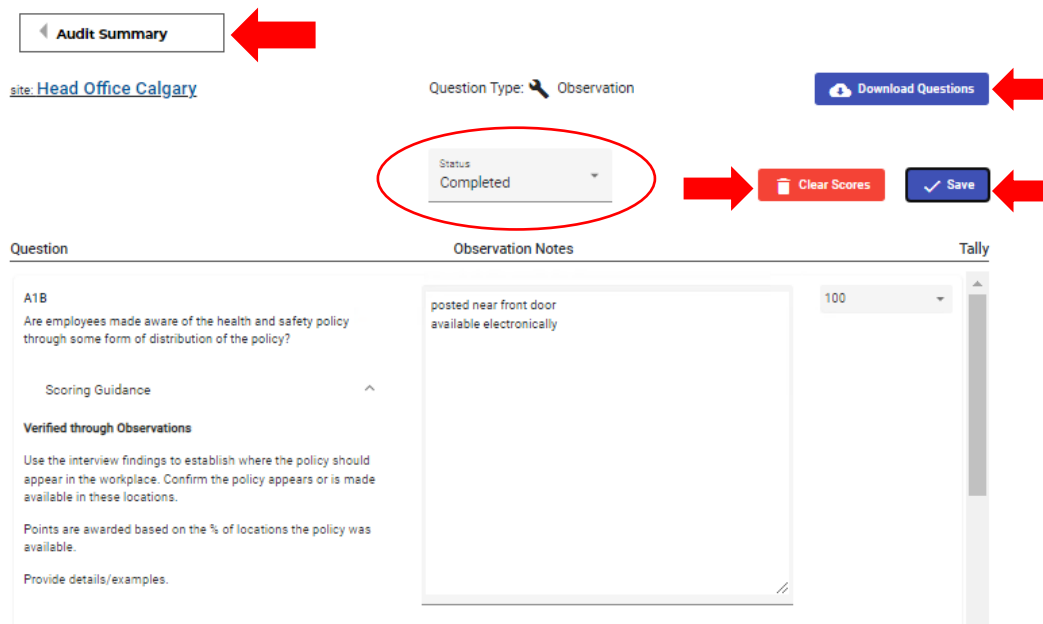 Audit Summary
site: Head Office Calgary
Question Type: Observation
Download Questions
Status
Completed
Clear Scores
Save
Question
Observation Notes
Tally
A1B
Are employees made aware of the health and safety policy
through some form of distribution of the policy?
Scoring Guidance
Verified through Observations
Use the interview findings to establish where the policy should
appear in the workplace. Confirm the policy appears or is made
available in these locations.
Points are awarded based on the % of locations the policy was
available.
Provide details/examples.
posted near front door
available electronically
100